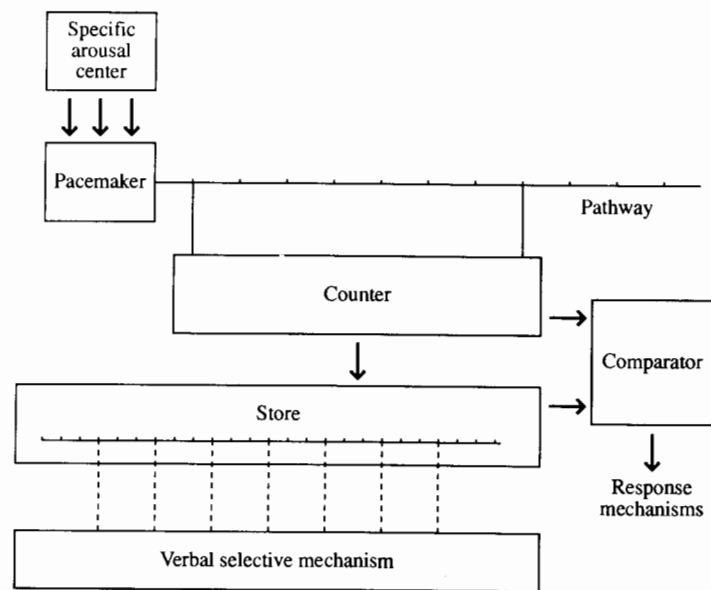 Specific
arousal
center
Pacemaker
Pathway
Counter
Comparator
Store
Response
mechanisms
Verbal selective mechanism